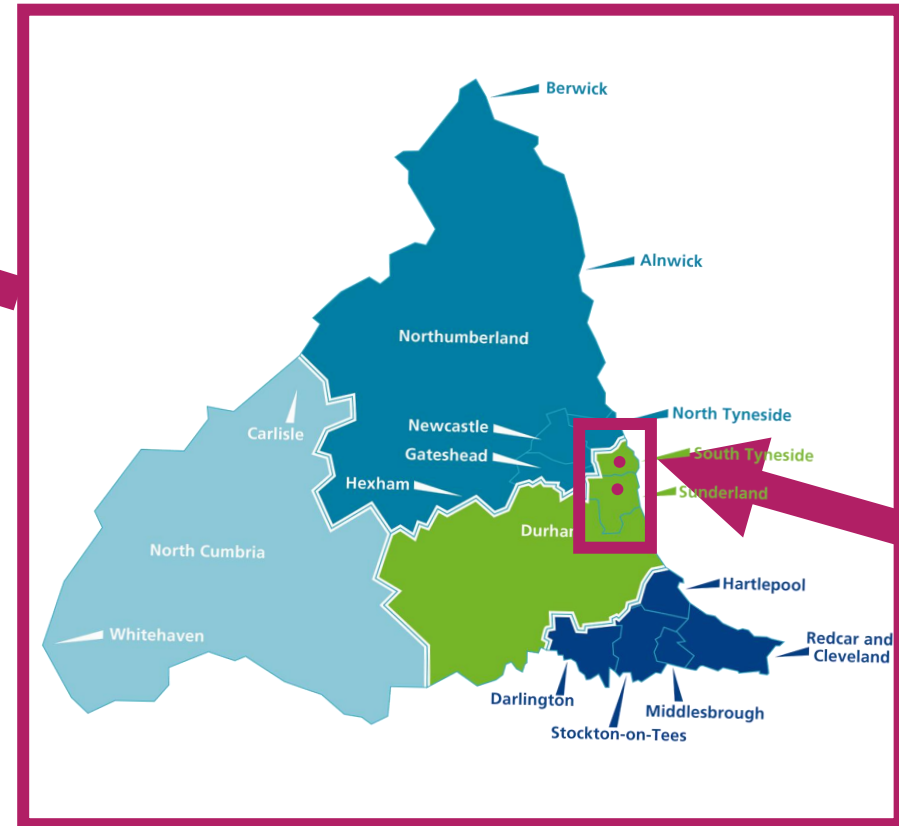 Berwick
Alnwick
Northumberland
North Tyneside
Newcastle
Carlisle
Gateshead
South Tyneside
Hexham
Sunderland
Durha
North Cumbria
Hartlepool
Whitehaven
Redcar and
Cleveland
Darlington
Middlesbrough
Stockton-on-Tees